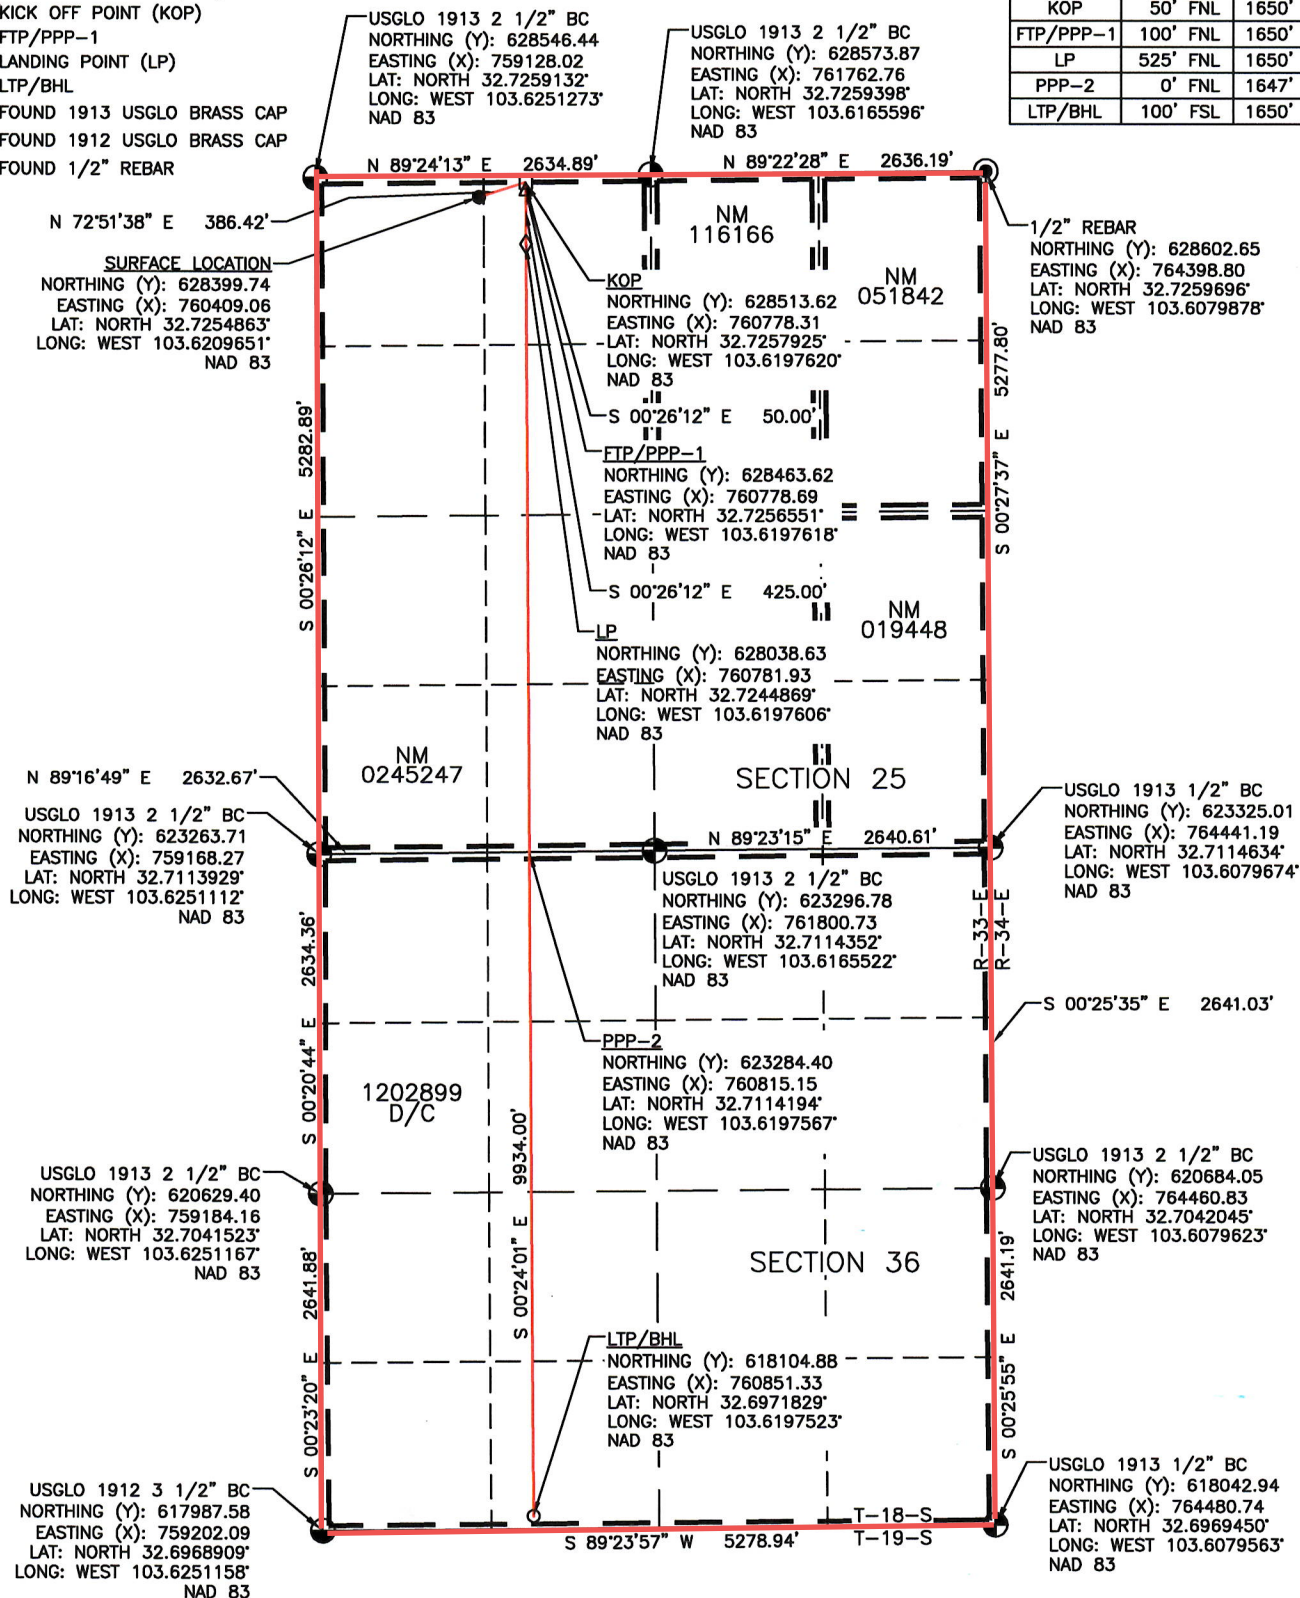 KICK OFF POINT (KOP)
FTP/PPP-1
LANDING POINT (LP)
LTP/BHL
FOUND 1913 USGLO BRASS CAP
FOUND 1912 USGLO BRASS CAP
FOUND 1/2" REBAR
USGLO 1913 2 1/2" BC
NORTHING (Y): 628546.44
EASTING (X): 759128.02
LAT: NORTH 32.7259132°
LONG: WEST 103.6251273°
NAD 83
USGLO 1913 2 1/2" BC
NORTHING (Y): 628573.87
EASTING (X): 761762.76
LAT: NORTH 32.7259398°
LONG: WEST 103.6165596°
NAD 83
KOP 50' FNL 1650'
FTP/PPP-1 100' FNL 1650'
LP 525' FNL 1650'
PPP-2 0' FNL 1647'
LTP/BHL 100' FSL 1650'
N 89°24'13" E 2634.89'
N 89°22'28" E 2636.19'
N 72°51'38" E 386.42'
SURFACE LOCATION
NORTHING (Y): 628399.74
EASTING (X): 760409.06
LAT: NORTH 32.7254863°
LONG: WEST 103.6209651°
NAD 83
NM
116166
NM
051842
1/2" REBAR
NORTHING (Y): 628602.65
EASTING (X): 764398.80
LAT: NORTH 32.7259696°
LONG: WEST 103.6079878°
NAD 83
KOP
NORTHING (Y): 628513.62
EASTING (X): 760778.31
LAT: NORTH 32.7257925°
LONG: WEST 103.6197620°
NAD 83
S 00°26'12" E 50.00'
FTP/PPP-1
NORTHING (Y): 628463.62
EASTING (X): 760778.69
LAT: NORTH 32.7256551°
LONG: WEST 103.6197618°
NAD 83
S 00°26'12" E 425.00'
LP
NORTHING (Y): 628038.63
EASTING (X): 760781.93
LAT: NORTH 32.7244869°
LONG: WEST 103.6197606°
NAD 83
S 00°26'12" E 5282.89'
S 00°27'37" E 5277.80'
NM
019448
NM
0245247
SECTION 25
N 89°16'49" E 2632.67'
USGLO 1913 2 1/2" BC
NORTHING (Y): 623263.71
EASTING (X): 759168.27
LAT: NORTH 32.7113929°
LONG: WEST 103.6251112°
NAD 83
N 89°23'15" E 2640.61'
USGLO 1913 2 1/2" BC
NORTHING (Y): 623296.78
EASTING (X): 761800.73
LAT: NORTH 32.7114352°
LONG: WEST 103.6165522°
NAD 83
USGLO 1913 1/2" BC
NORTHING (Y): 623325.01
EASTING (X): 764441.19
LAT: NORTH 32.7114634°
LONG: WEST 103.6079674°
NAD 83
R-33-E
R-34-E
S 00°25'35" E 2641.03'
S 00°20'44" E 2634.36'
PPP-2
NORTHING (Y): 623284.40
EASTING (X): 760815.15
LAT: NORTH 32.7114194°
LONG: WEST 103.6197567°
NAD 83
1202899
D/C
S 00°24'01" E 9934.00'
USGLO 1913 2 1/2" BC
NORTHING (Y): 620629.40
EASTING (X): 759184.16
LAT: NORTH 32.7041523°
LONG: WEST 103.6251167°
NAD 83
USGLO 1913 2 1/2" BC
NORTHING (Y): 620684.05
EASTING (X): 764460.83
LAT: NORTH 32.7042045°
LONG: WEST 103.6079623°
NAD 83
SECTION 36
S 00°23'20" E 2641.88'
S 00°25'55" E 2641.19'
LTP/BHL
NORTHING (Y): 618104.88
EASTING (X): 760851.33
LAT: NORTH 32.6971829°
LONG: WEST 103.6197523°
NAD 83
USGLO 1912 3 1/2" BC
NORTHING (Y): 617987.58
EASTING (X): 759202.09
LAT: NORTH 32.6968909°
LONG: WEST 103.6251158°
NAD 83
S 89°23'57" W 5278.94'
T-18-S
T-19-S
USGLO 1913 1/2" BC
NORTHING (Y): 618042.94
EASTING (X): 764480.74
LAT: NORTH 32.6969450°
LONG: WEST 103.6079563°
NAD 83